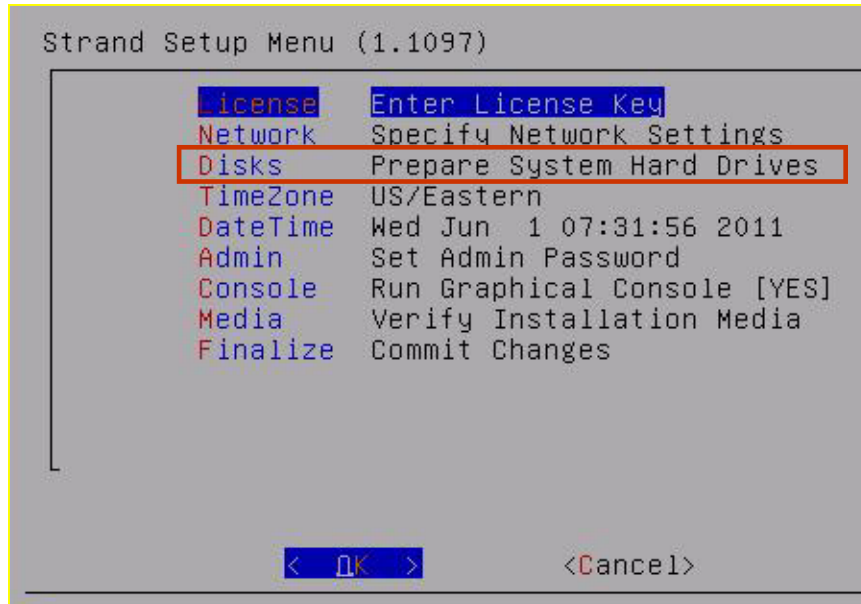 Strand Setup Menu (1.1097)
License Enter License Key
Network Specify Network Settings
Disks Prepare System Hard Drives
TimeZone US/Eastern
DateTime Wed Jun 1 07:31:56 2011
Admin Set Admin Password
Console Run Graphical Console [YES]
Media Verify Installation Media
Finalize Commit Changes
< OK > <Cancel>